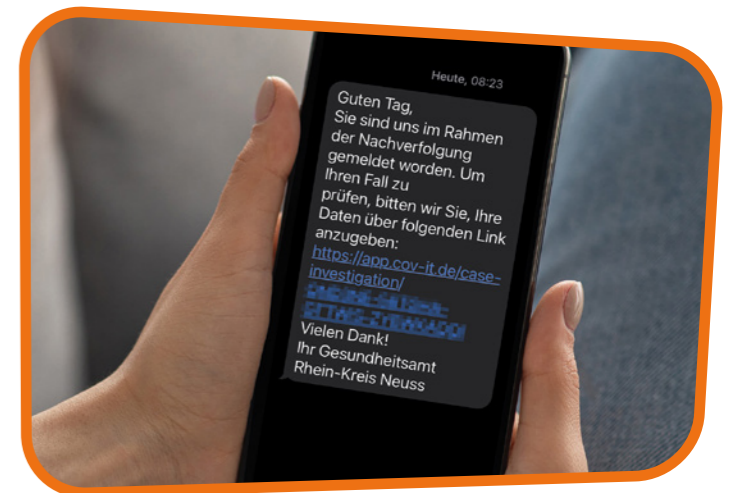 Heute, 08:23
Guten Tag,
Sie sind uns im Rahmen
der Nachverfolgung
gemeldet worden. Um
Ihren Fall zu
prüfen, bitten wir Sie, Ihre
Daten über folgenden Link
anzugeben:
https://app.cov-it.de/case-
investigation/
Vielen Dank!
Ihr Gesundheitsamt
Rhein-Kreis Neuss